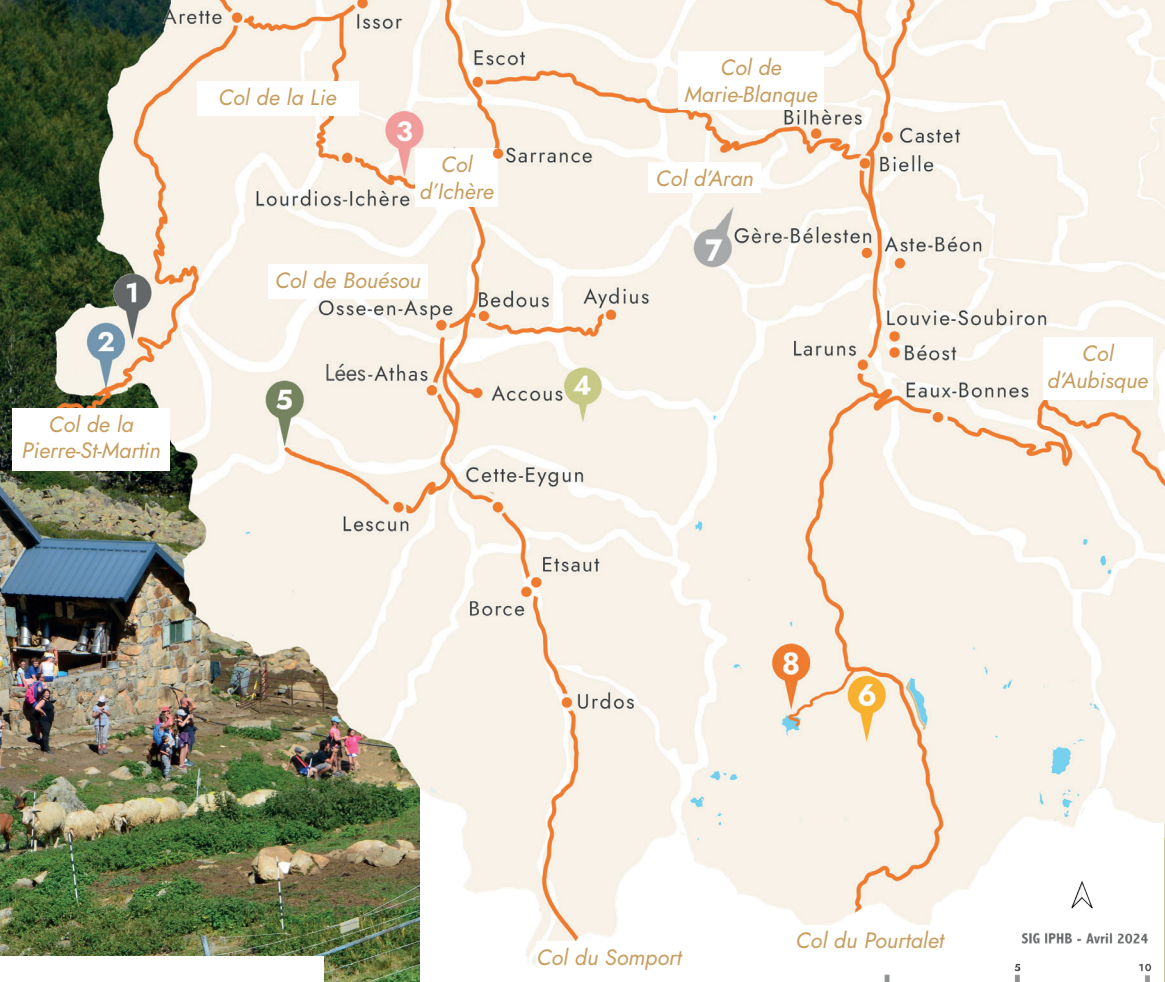 Arette
Issor
Escot
Col de
Marie-Blanque
Col de la Lie
Bilhères
3
Castet
Col
d'Ichère
Sarrance
Bielle
Col d'Aran
Lourdios-Ichère
7
Gère-Bélesten
Aste-Béon
Col de Bouésou
1
Osse-en-Aspe
Bedous
Aydius
Louvie-Soubiron
2
Laruns
Béost
Col
d'Aubisque
Lées-Athas
Accous
4
Eaux-Bonnes
5
Col de la
Pierre-St-Martin
Cette-Eygun
Lescun
Etsaut
Borce
8
6
Urdos
Col du Somport
Col du Pourtalet
SIG IPHB - Avril 2024
5
10